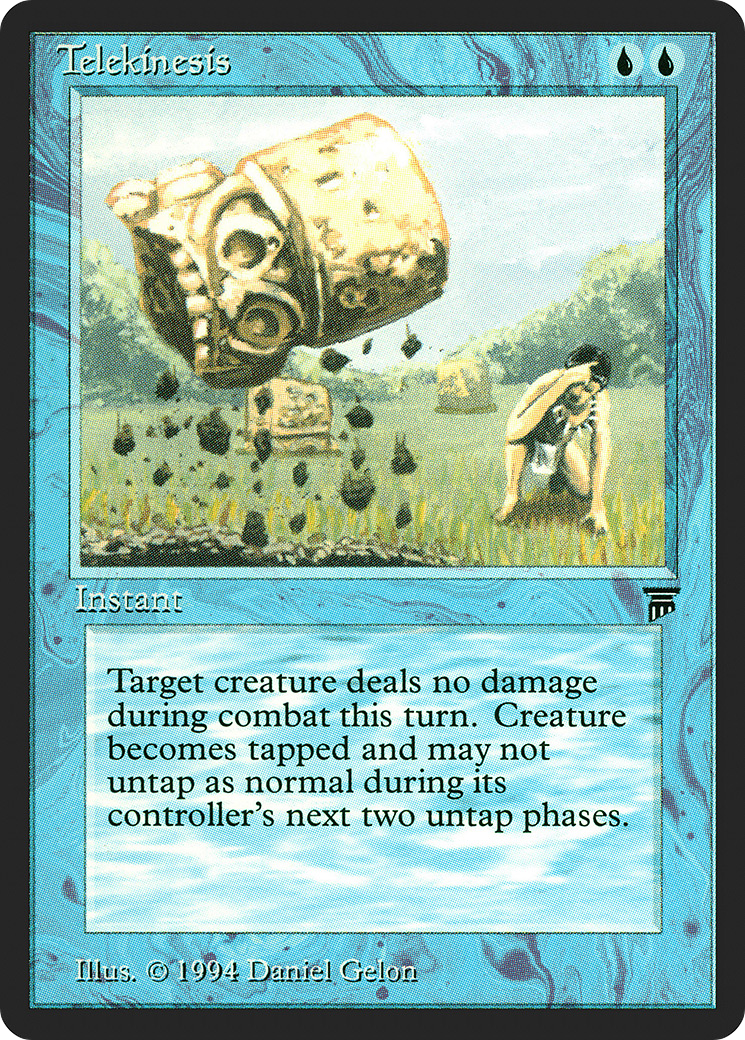 Telekinesis
Instant
Target creature deals no damage
during combat this turn. Creature
becomes tapped and may not
untap as normal during its
controller's next two untap phases.
Illus. © 1994 Daniel Gelon